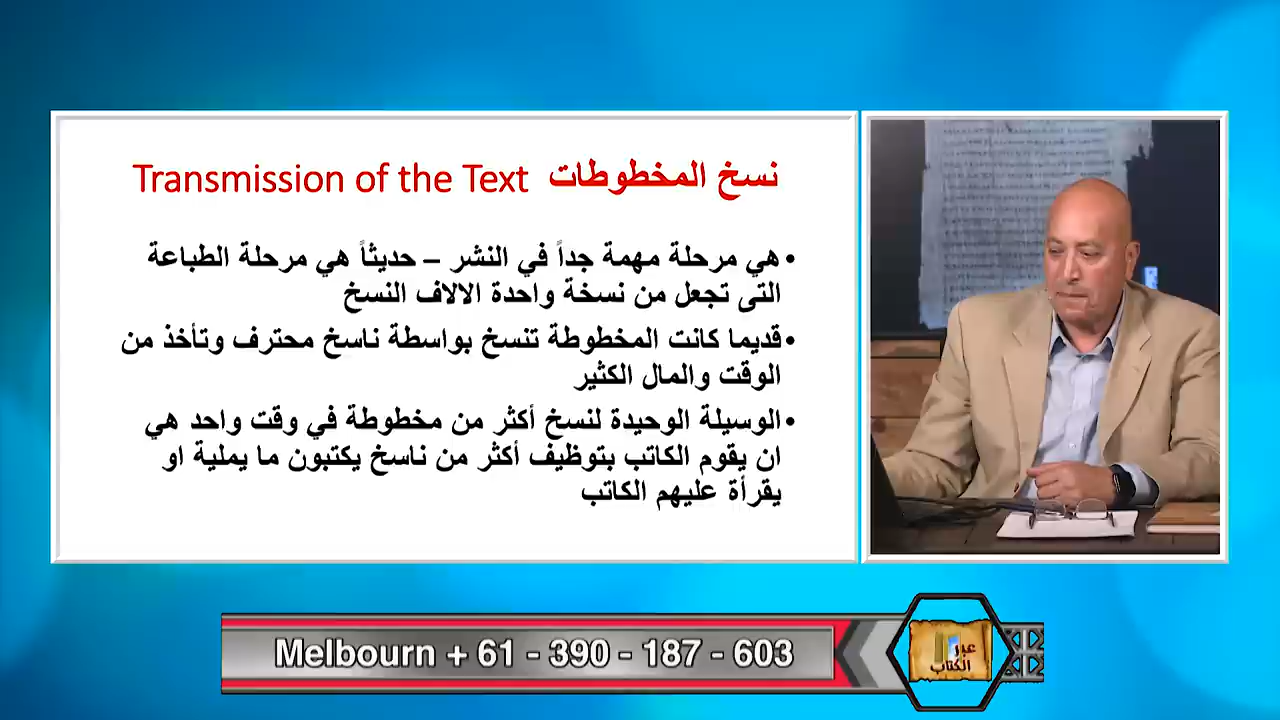 نسخ المخطوطات Transmission of the Text
•هي مرحلة مهمة جداً في النشر – حديثاً هي مرحلة الطباعة
التى تجعل من نسخة واحدة الالاف النسخ
•قديما كانت المخطوطة تنسخ بواسطة ناسخ محترف وتأخذ من
الوقت والمال الكثير
•الوسيلة الوحيدة لنسخ أكثر من مخطوطة في وقت واحد هي
ان يقوم الكاتب بتوظيف أكثر من ناسخ يكتبون ما يملية او
يقرأة عليهم الكاتب
Melbourn + 61 - 390 - 187 - 603
عبر
الكتاب